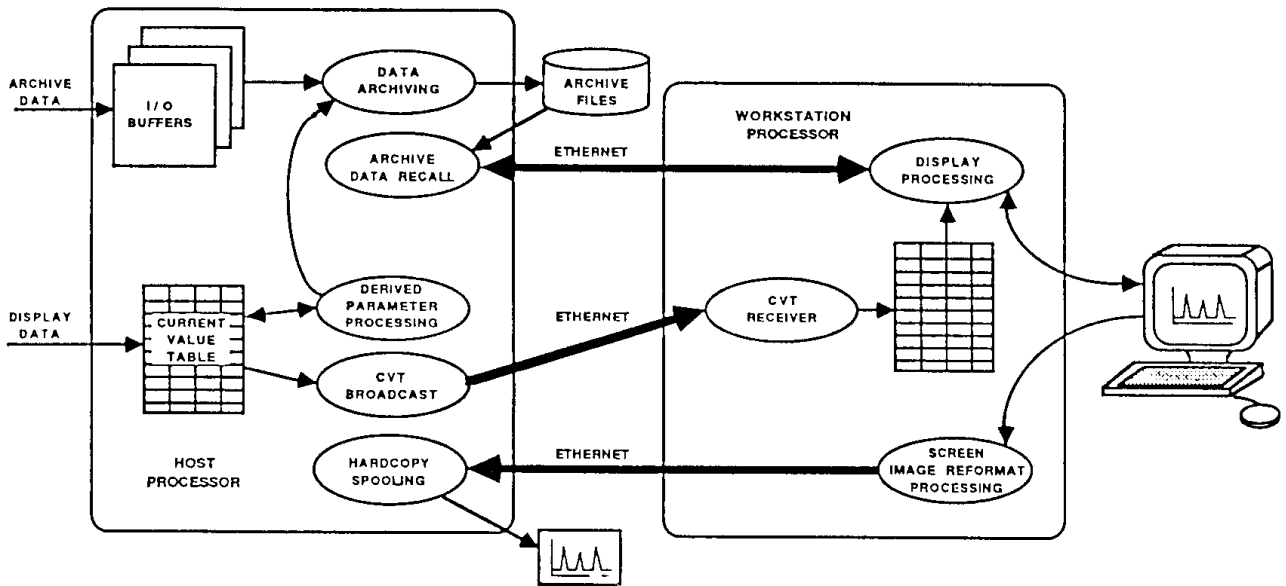 ARCHIVE
DATA
I/O
BUFFERS
DATA
ARCHIVING
ARCHIVE
FILES
ARCHIVE
DATA RECALL
ETHERNET
WORKSTATION
PROCESSOR
DISPLAY
PROCESSING
DISPLAY
DATA
CURRENT
VALUE
TABLE
DERIVED
PARAMETER
PROCESSING
CVT
BROADCAST
ETHERNET
CVT
RECEIVER
HOST
PROCESSOR
HARDCOPY
SPOOLING
ETHERNET
SCREEN
IMAGE REFORMAT
PROCESSING